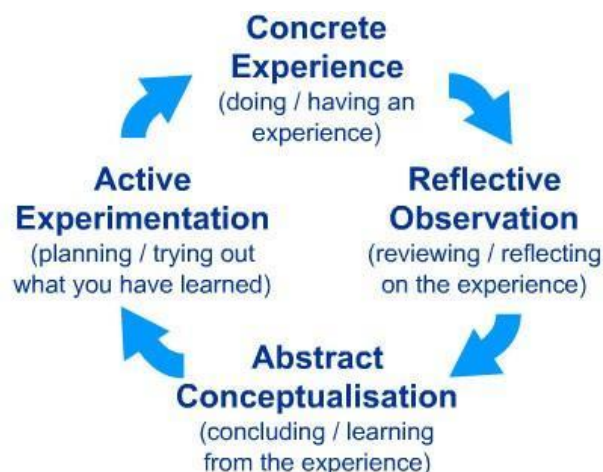 Concrete
Experience
(doing / having an
experience)
Reflective
Observation
(reviewing / reflecting
on the experience)
Abstract
Conceptualisation
(concluding / learning
from the experience)
Active
Experimentation
(planning / trying out
what you have learned)